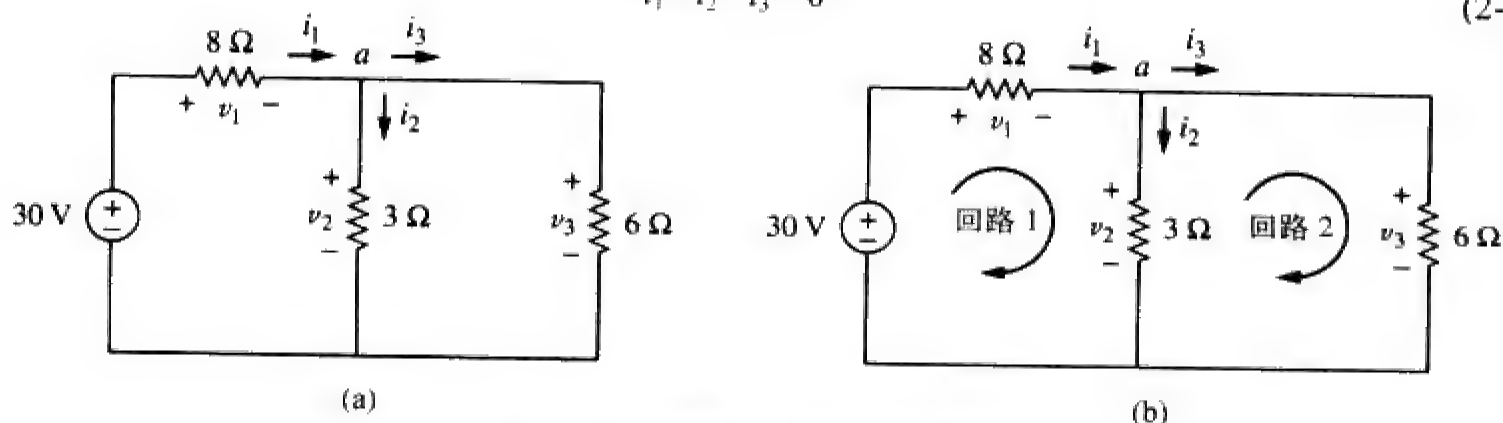 (2-
8 Ω i₁ a i₃
+ v₁ −
i₂
30 V + − + v₂ − 3 Ω + v₃ − 6 Ω
(a)
8 Ω i₁ a i₃
+ v₁ −
i₂
30 V + − 回路 1 + v₂ − 3 Ω 回路 2 + v₃ − 6 Ω
(b)